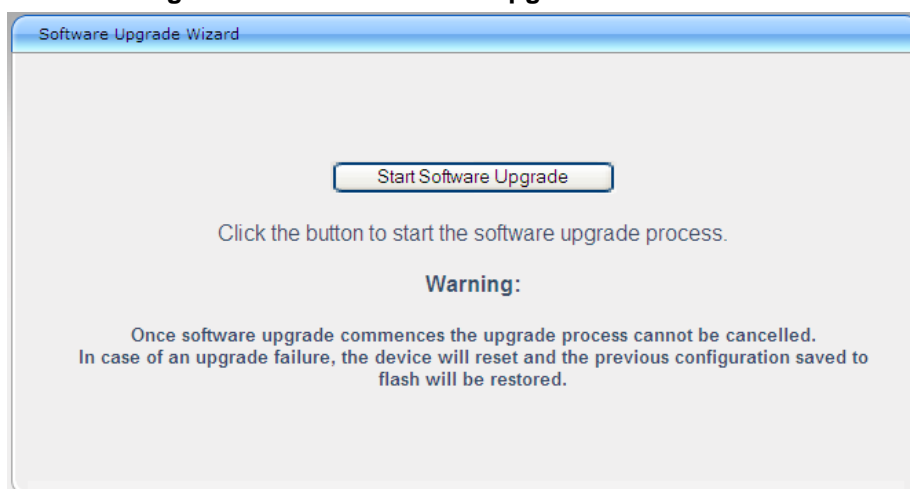 Software Upgrade Wizard
Start Software Upgrade
Click the button to start the software upgrade process.
Warning:
Once software upgrade commences the upgrade process cannot be cancelled.
In case of an upgrade failure, the device will reset and the previous configuration saved to
flash will be restored.